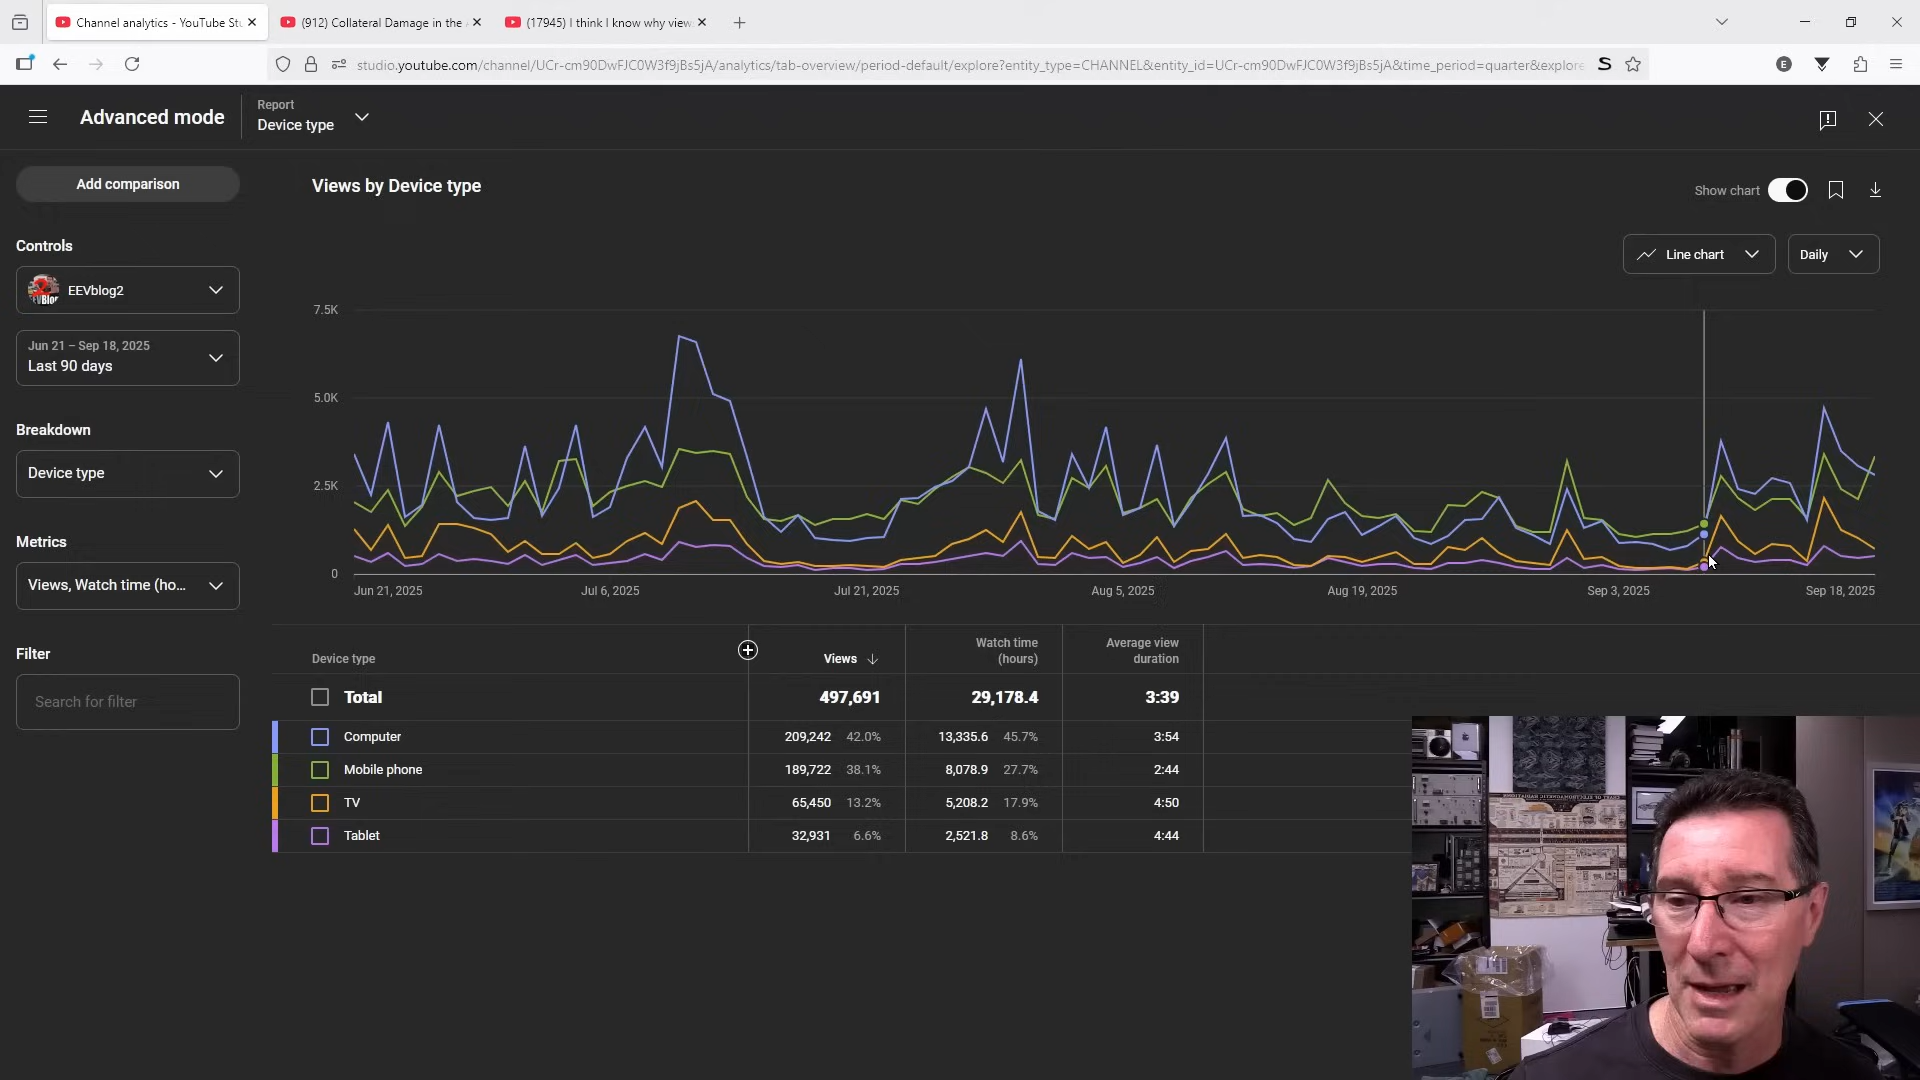 Channel analytics - YouTube Stu
(912) Collateral Damage in the
(17945) I think I know why view
studio.youtube.com/channel/UCr-cm90DwFJC0W3f9jBs5jA/analytics/tab-overview/period-default/explore?entity_type=CHANNEL&entity_id=UCr-cm90DwFJC0W3f9jBs5jA&time_period=quarter&explore
S
E
Advanced mode
Report
Device type
Add comparison
Views by Device type
Show chart
Controls
EEVblog2
Line chart
Daily
Jun 21 – Sep 18, 2025
Last 90 days
Breakdown
Device type
Metrics
Views, Watch time (ho...
Filter
Search for filter
7.5K
5.0K
2.5K
0
Jun 21, 2025
Jul 6, 2025
Jul 21, 2025
Aug 5, 2025
Aug 19, 2025
Sep 3, 2025
Sep 18, 2025
Device type
Views
Watch time (hours)
Average view duration
Total 497,691 29,178.4 3:39
Computer 209,242 42.0% 13,335.6 45.7% 3:54
Mobile phone 189,722 38.1% 8,078.9 27.7% 2:44
TV 65,450 13.2% 5,208.2 17.9% 4:50
Tablet 32,931 6.6% 2,521.8 8.6% 4:44